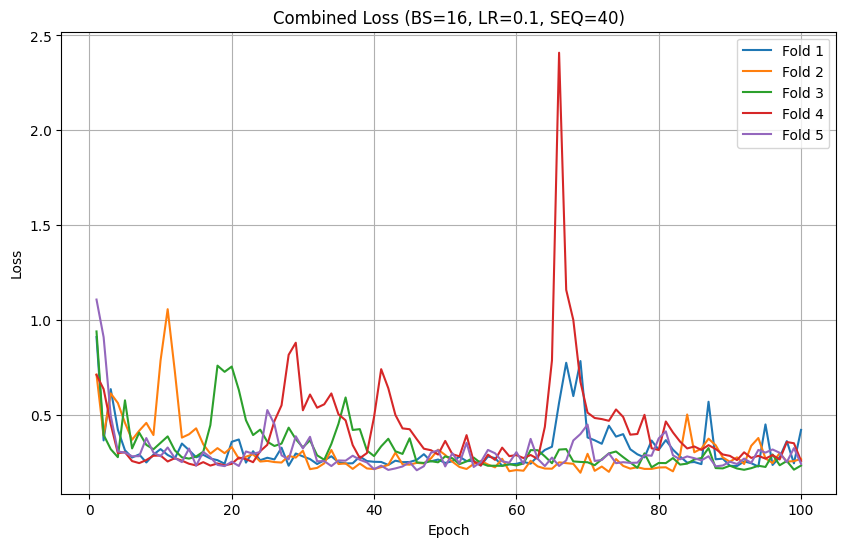 Combined Loss (BS=16, LR=0.1, SEQ=40)
2.5
2.0
1.5
1.0
0.5
Loss
Fold 1
Fold 2
Fold 3
Fold 4
Fold 5
0 20 40 60 80 100
Epoch